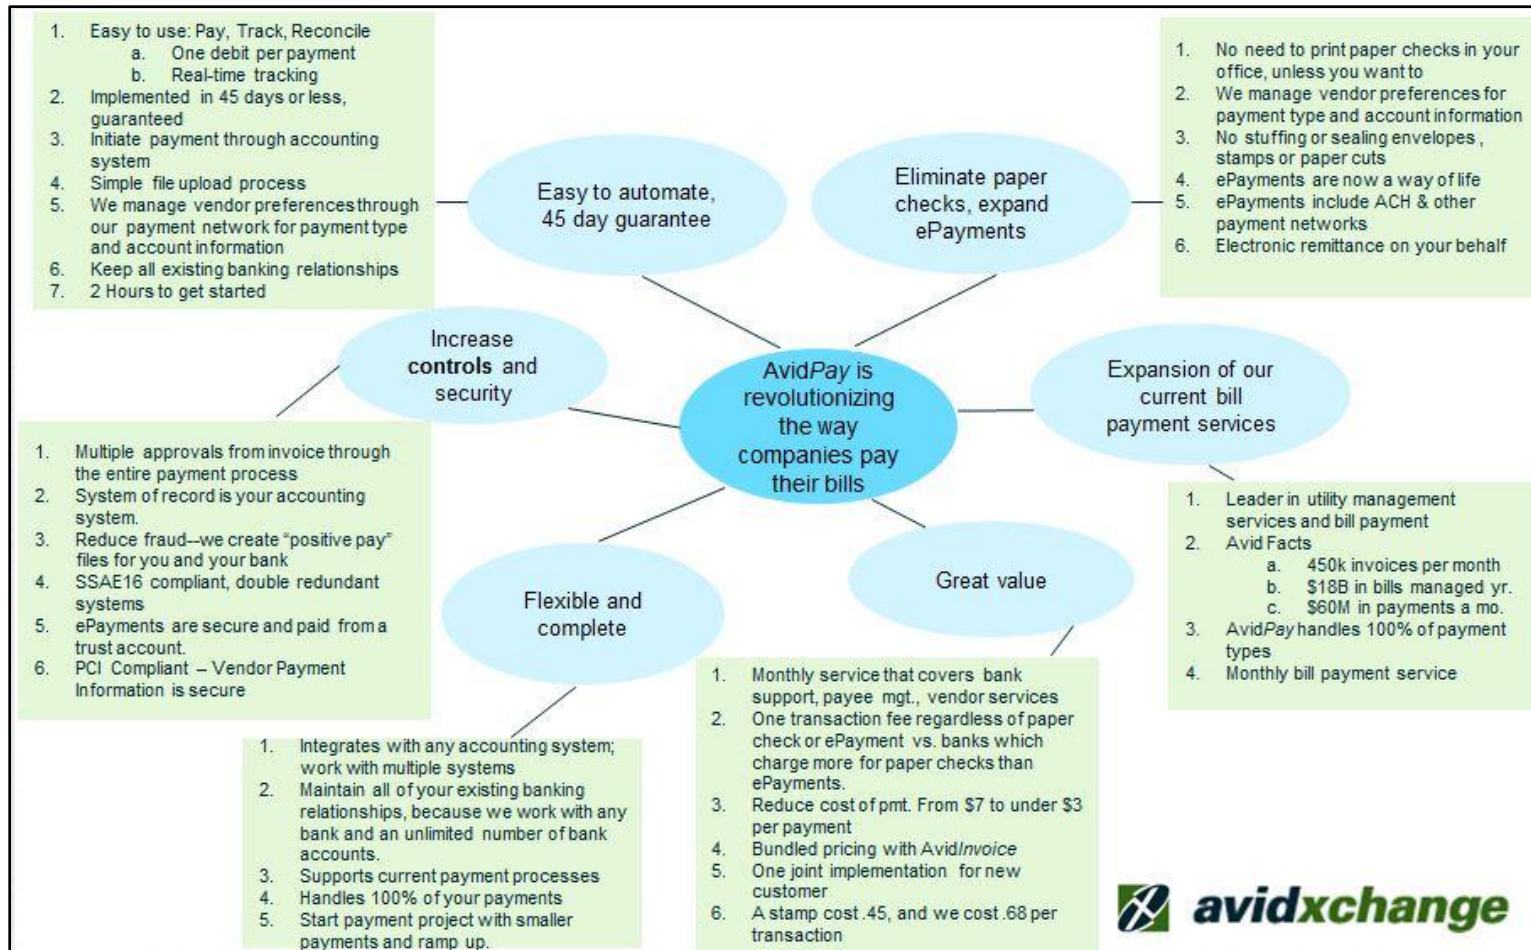 1. Easy to use: Pay, Track, Reconcile
a. One debit per payment
b. Real-time tracking
2. Implemented in 45 days or less,
guaranteed
3. Initiate payment through accounting
system
4. Simple file upload process
5. We manage vendor preferences through
our payment network for payment type
and account information
6. Keep all existing banking relationships
7. 2 Hours to get started
Easy to automate,
45 day guarantee
Eliminate paper
checks, expand
ePayments
1. No need to print paper checks in your
office, unless you want to
2. We manage vendor preferences for
payment type and account information
3. No stuffing or sealing envelopes ,
stamps or paper cuts
4. ePayments are now a way of life
5. ePayments include ACH & other
payment networks
6. Electronic remittance on your behalf
Increase
controls and
security
AvidPay is
revolutionizing
the way
companies pay
their bills
Expansion of our
current bill
payment services
1. Multiple approvals from invoice through
the entire payment process
2. System of record is your accounting
system.
3. Reduce fraud--we create “positive pay”
files for you and your bank
4. SSAE16 compliant, double redundant
systems
5. ePayments are secure and paid from a
trust account.
6. PCI Compliant – Vendor Payment
Information is secure
Flexible and
complete
Great value
1. Leader in utility management
services and bill payment
2. Avid Facts
a. 450k invoices per month
b. $18B in bills managed yr.
c. $60M in payments a mo.
3. AvidPay handles 100% of payment
types
4. Monthly bill payment service
1. Integrates with any accounting system;
work with multiple systems
2. Maintain all of your existing banking
relationships, because we work with any
bank and an unlimited number of bank
accounts.
3. Supports current payment processes
4. Handles 100% of your payments
5. Start payment project with smaller
payments and ramp up.
1. Monthly service that covers bank
support, payee mgt., vendor services
2. One transaction fee regardless of paper
check or ePayment vs. banks which
charge more for paper checks than
ePayments.
3. Reduce cost of pmt. From $7 to under $3
per payment
4. Bundled pricing with AvidInvoice
5. One joint implementation for new
customer
6. A stamp cost .45, and we cost .68 per
transaction
avidxchange